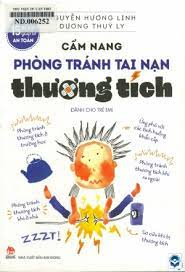 ND.006252
NGUYỄN HƯƠNG LINH
DƯƠNG THUỲ LY
AN TOÀN
CẨM NANG
PHÒNG TRÁNH TAI NẠN
thương tích
DÀNH CHO TRẺ EM
Phòng tránh
thương tích ở
trường học
Ứng phó với
các tình huống
khẩn cấp
Phòng tránh
thương tích
khi ở nhà
Phòng tránh
thương tích khi
ra ngoài
ZZZT!
Sơ cứu khi bị
thương
NHÀ XUẤT BẢN KIM ĐỒNG